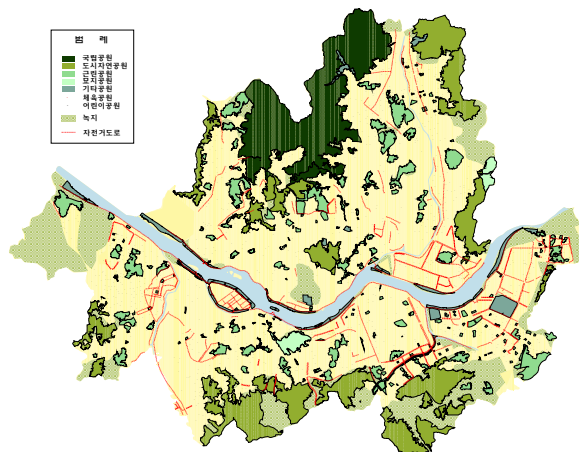 범 례
국립공원
도시자연공원
근린공원
묘지공원
기타공원
체육공원
어린이공원
녹지
자전거도로